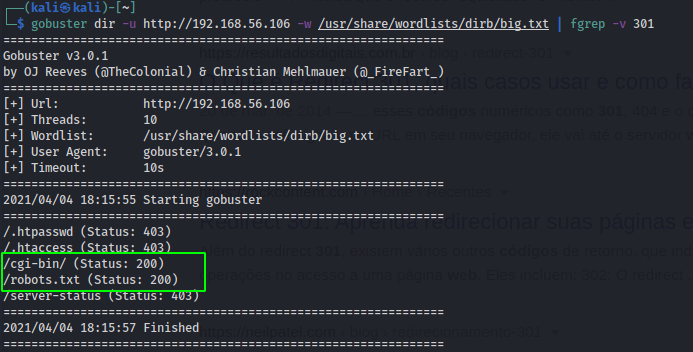 ┌──(kali㉿kali)-[~]
└─$ gobuster dir -u http://192.168.56.106 -w /usr/share/wordlists/dirb/big.txt | fgrep -v 301
===============================================================
Gobuster v3.0.1
by OJ Reeves (@TheColonial) & Christian Mehlmauer (@_FireFart_)
===============================================================
[+] Url:            http://192.168.56.106
[+] Threads:        10
[+] Wordlist:       /usr/share/wordlists/dirb/big.txt
[+] User Agent:     gobuster/3.0.1
[+] Timeout:        10s
===============================================================
2021/04/04 18:15:55 Starting gobuster
===============================================================
/.htpasswd (Status: 403)
/.htaccess (Status: 403)
/cgi-bin/ (Status: 200)
/robots.txt (Status: 200)
/server-status (Status: 403)
===============================================================
2021/04/04 18:15:57 Finished
===============================================================